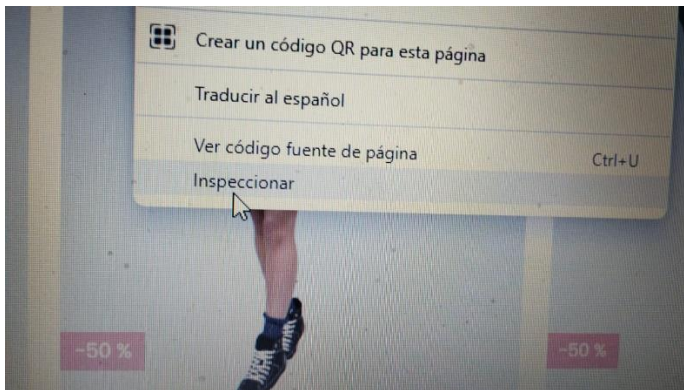 Crear un código QR para esta página
Traducir al español
Ver código fuente de página Ctrl+U
Inspeccionar
-50 % -50 %